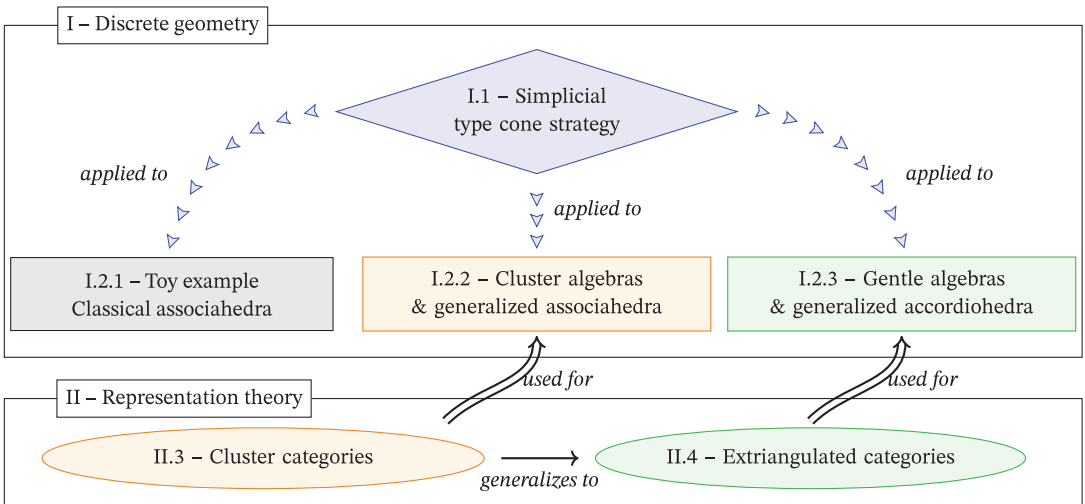 I – Discrete geometry
I.1 – Simplicial
type cone strategy
applied to
applied to
applied to
I.2.1 – Toy example
Classical associahedra
I.2.2 – Cluster algebras
& generalized associahedra
I.2.3 – Gentle algebras
& generalized accordiohedra
used for
used for
II – Representation theory
II.3 – Cluster categories
generalizes to
II.4 – Extriangulated categories